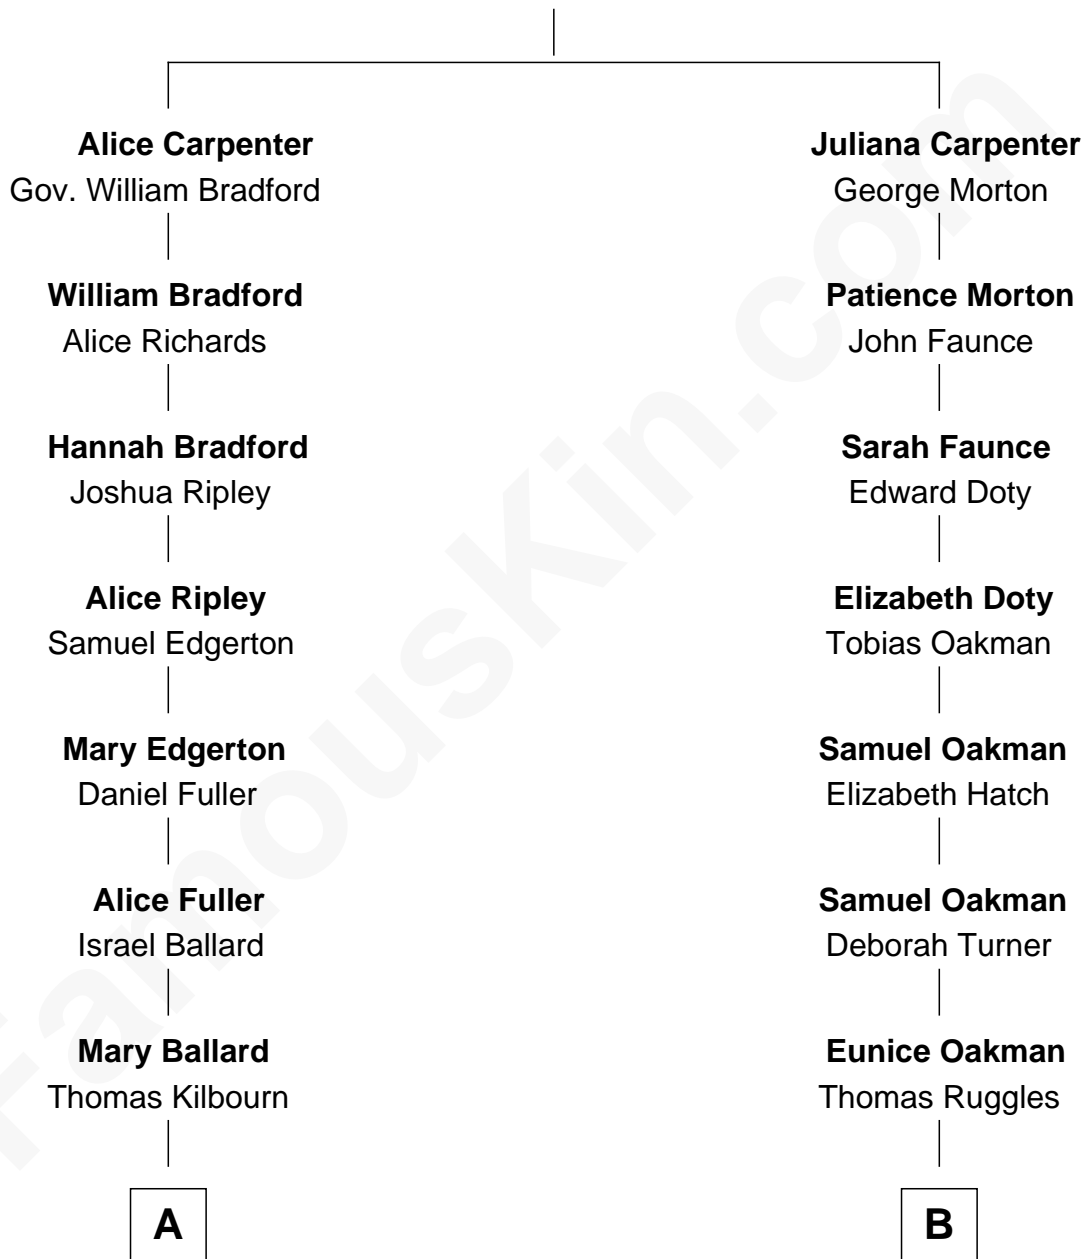 Alice Carpenter
Gov. William Bradford
Juliana Carpenter
George Morton
William Bradford
Alice Richards
Patience Morton
John Faunce
Hannah Bradford
Joshua Ripley
Sarah Faunce
Edward Doty
Alice Ripley
Samuel Edgerton
Elizabeth Doty
Tobias Oakman
Mary Edgerton
Daniel Fuller
Samuel Oakman
Elizabeth Hatch
Alice Fuller
Israel Ballard
Samuel Oakman
Deborah Turner
Mary Ballard
Thomas Kilbourn
Eunice Oakman
Thomas Ruggles
A
B
FamousKin.com